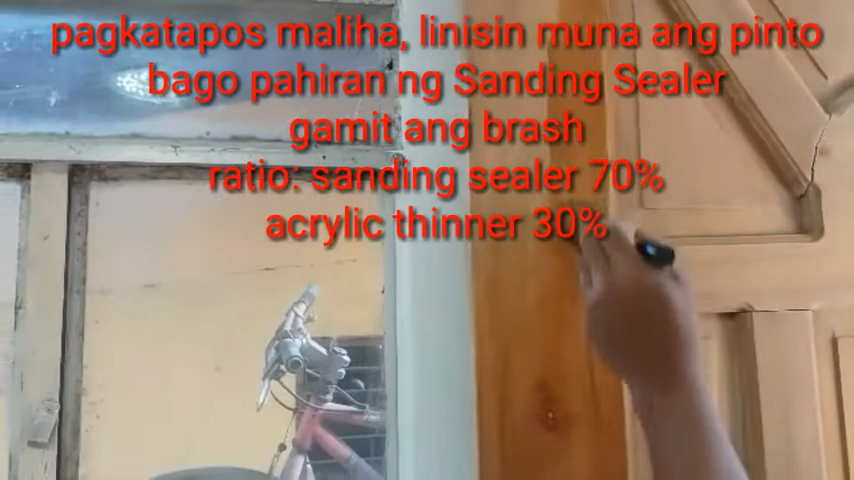 pagkatapos maliha, linisin muna ang pinto
bago pahiran ng Sanding Sealer
gamit ang brash
ratio: sanding sealer 70%
acrylic thinner 30%